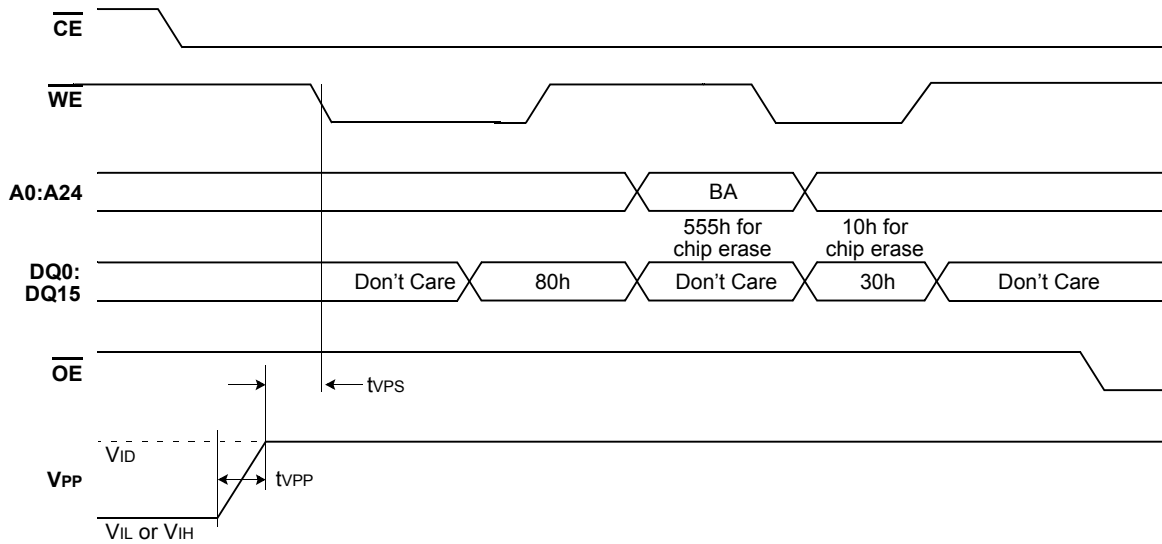 CE
WE
A0:A24
BA
555h for
chip erase
10h for
chip erase
DQ0:
DQ15
Don't Care
80h
Don't Care
30h
Don't Care
OE
tVPS
VID
VPP
tVPP
VIL or VIH